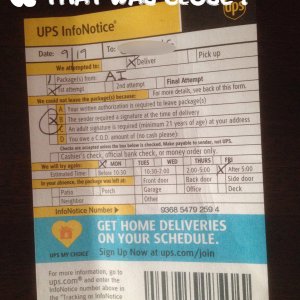 THAT WAS CLOSE
UPS InfoNotice®
ups
Date: 9/19 To:
We attempted to: X Deliver Pick up
1 Package(s) from: AI
X 1st attempt 2nd attempt Final Attempt
For more details, see back of this form.
We could not leave the package(s) because:
A Your written authorization is required to leave package(s)
B The sender required a signature at the time of delivery
C An adult signature is required (minimum 21 years of age) at your address
D You owe a C.O.D. amount of (no cash please):
Checks are accepted unless the box below is checked. Make payable to sender, not UPS.
Cashier's check, official bank check, or money order only.
We will try again: X MON TUES WED THURS FRI
Estimated Time: Before 10:30 10:30-2:00 2:00-5:00 X After 5:00
In your absence, the package was left at: Front door Back door Side door
Patio Porch Garage Office Deck
Neighbor Other
InfoNotice Number 9368 5479 259 4
GET HOME DELIVERIES
ON YOUR SCHEDULE.
UPS MY CHOICE Sign Up Now at ups.com/join
For more information, go to
ups.com® and enter the
InfoNotice number above in
the "Tracking or InfoNotice